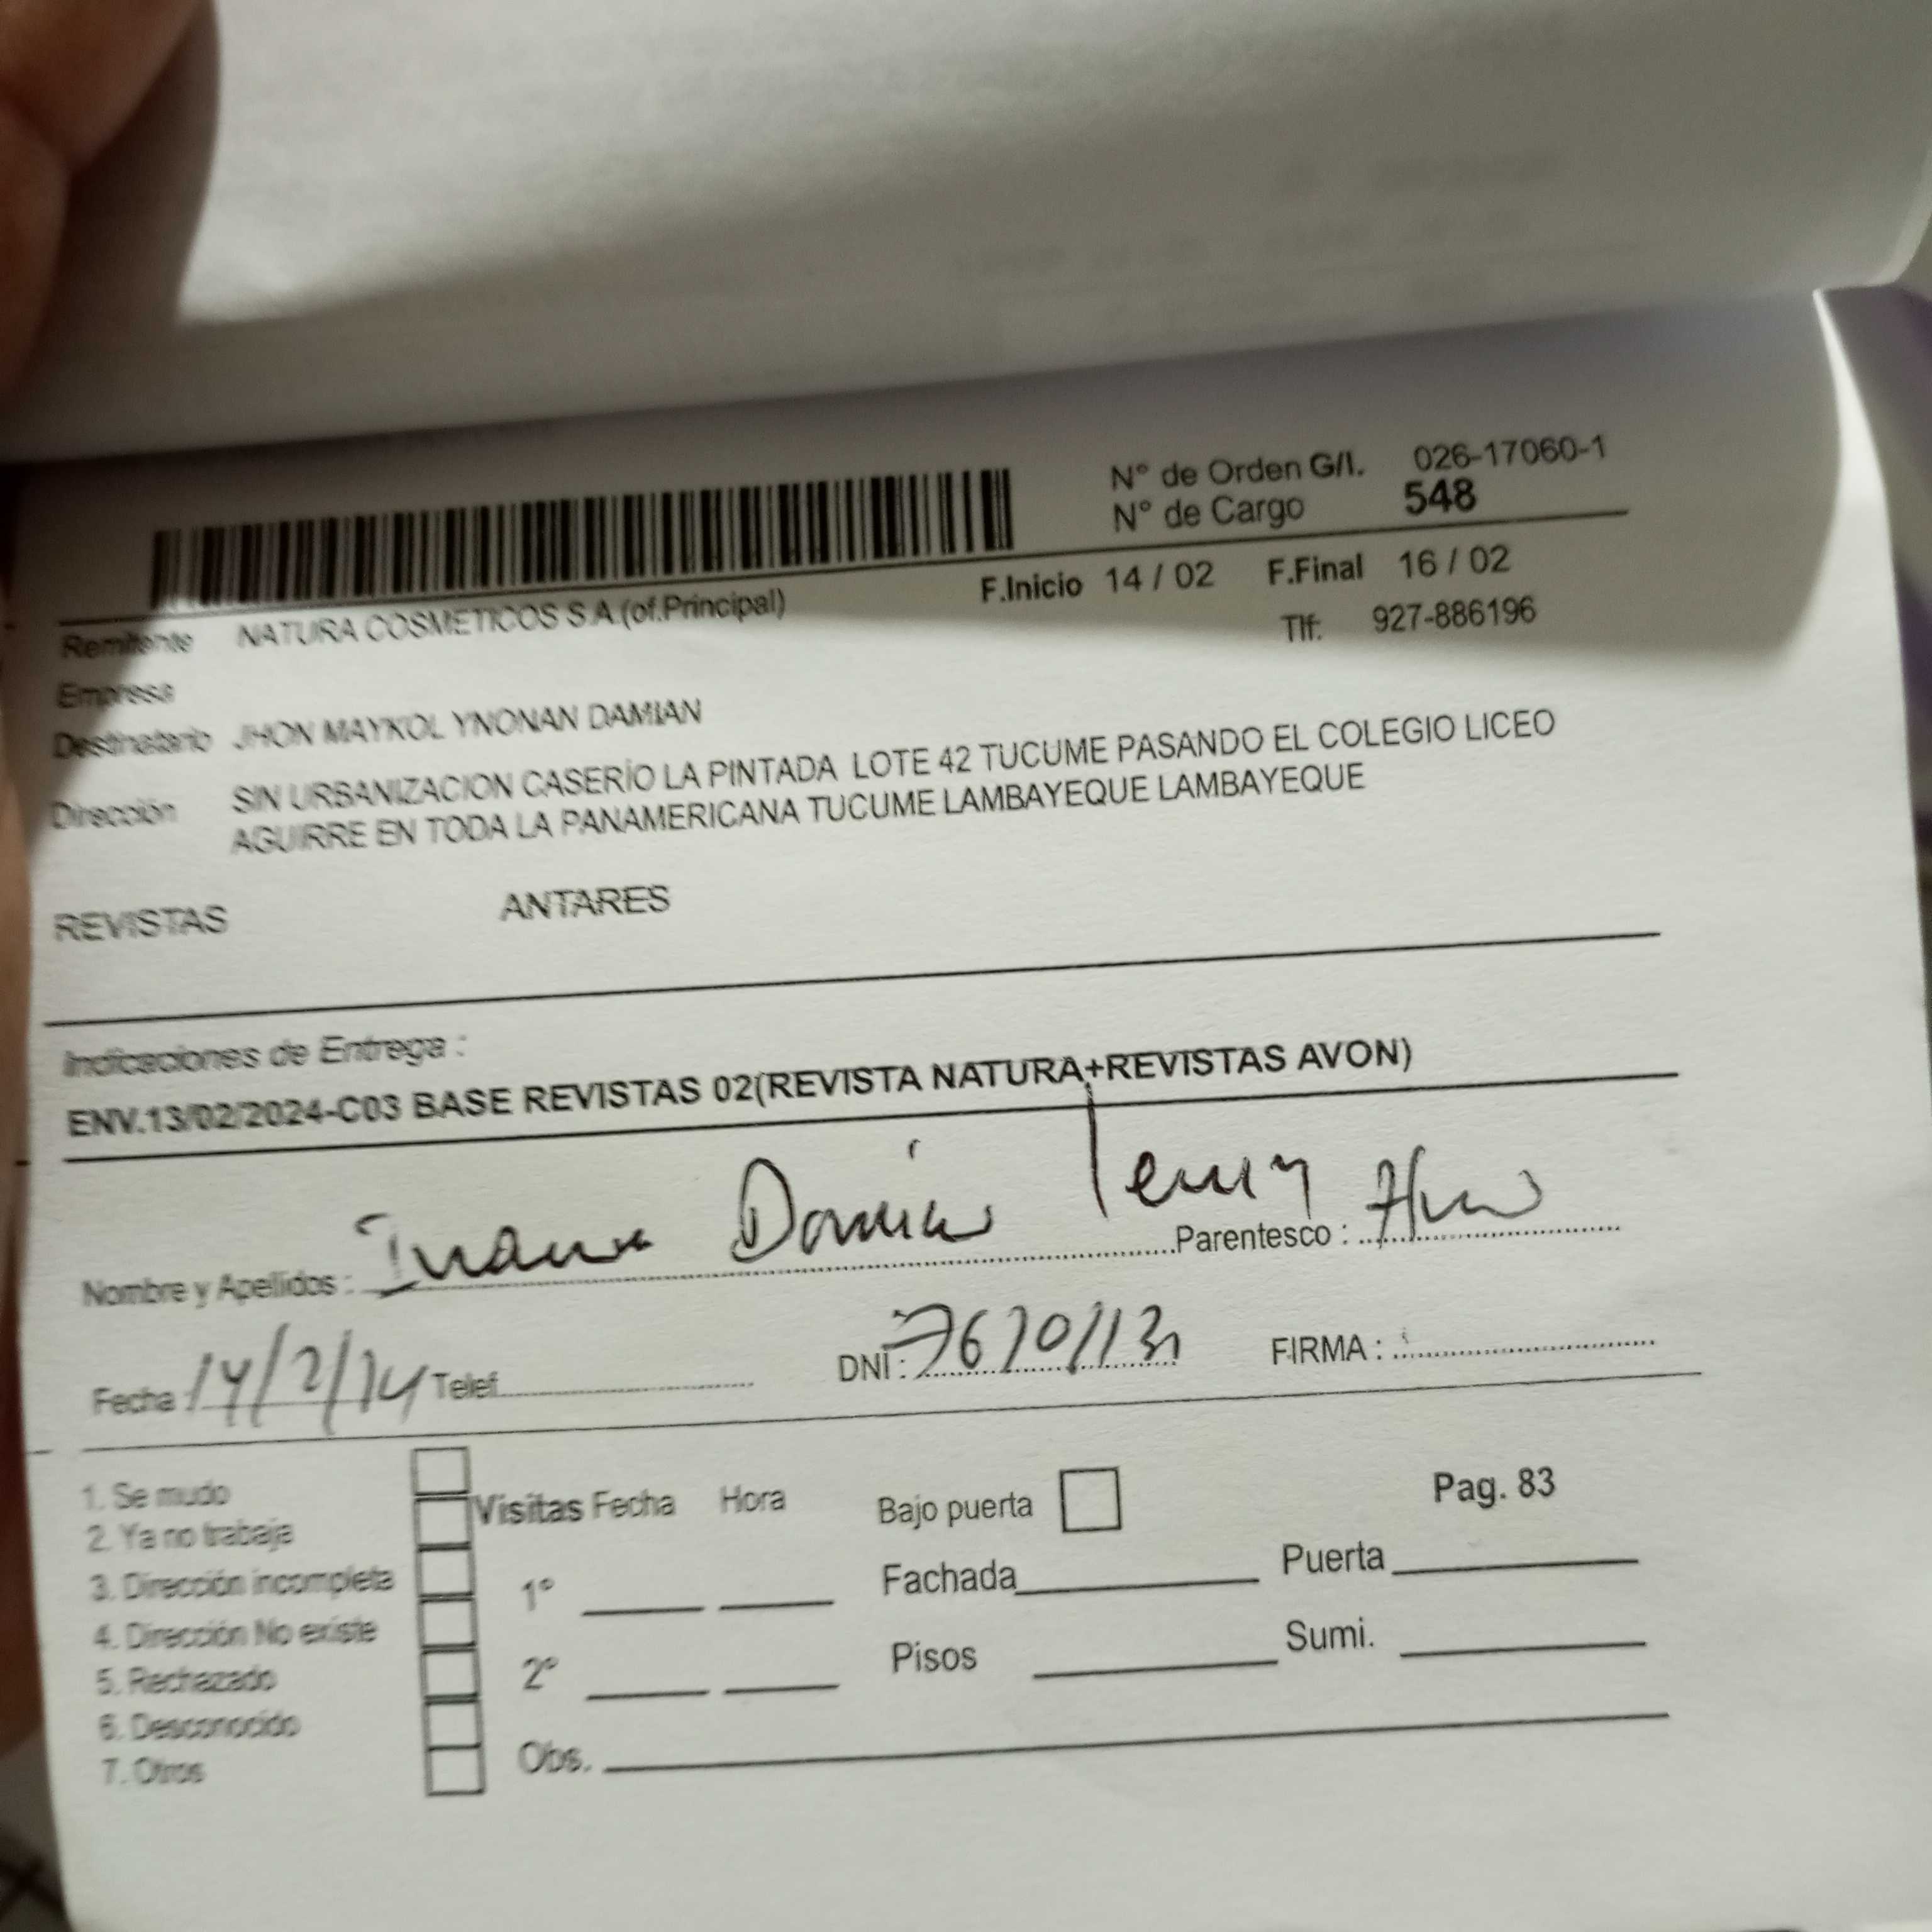 N° de Orden G/I. 026-17060-1
N° de Cargo 548
F.Inicio 14 / 02 F.Final 16 / 02
Remitente NATURA COSMETICOS S.A.(of.Principal)
Tlf: 927-886196
Empresa
Destinatario JHON MAYKOL YNONAN DAMIAN
Dirección SIN URBANIZACION CASERÍO LA PINTADA LOTE 42 TUCUME PASANDO EL COLEGIO LICEO
AGUIRRE EN TODA LA PANAMERICANA TUCUME LAMBAYEQUE LAMBAYEQUE
REVISTAS ANTARES
Indicaciones de Entrega :
ENV.13/02/2024-C03 BASE REVISTAS 02(REVISTA NATURA+REVISTAS AVON)
Nombre y Apellidos : Damián Parentesco :
Fecha 14/2/14 Telef. DNI : FIRMA :
1. Se mudo
2. Ya no trabaja
3. Dirección incompleta
4. Dirección No existe
5. Rechazado
6. Desconocido
7. Otros
Visitas Fecha Hora
1°
2°
Obs.
Bajo puerta
Fachada
Pisos
Pag. 83
Puerta
Sumi.